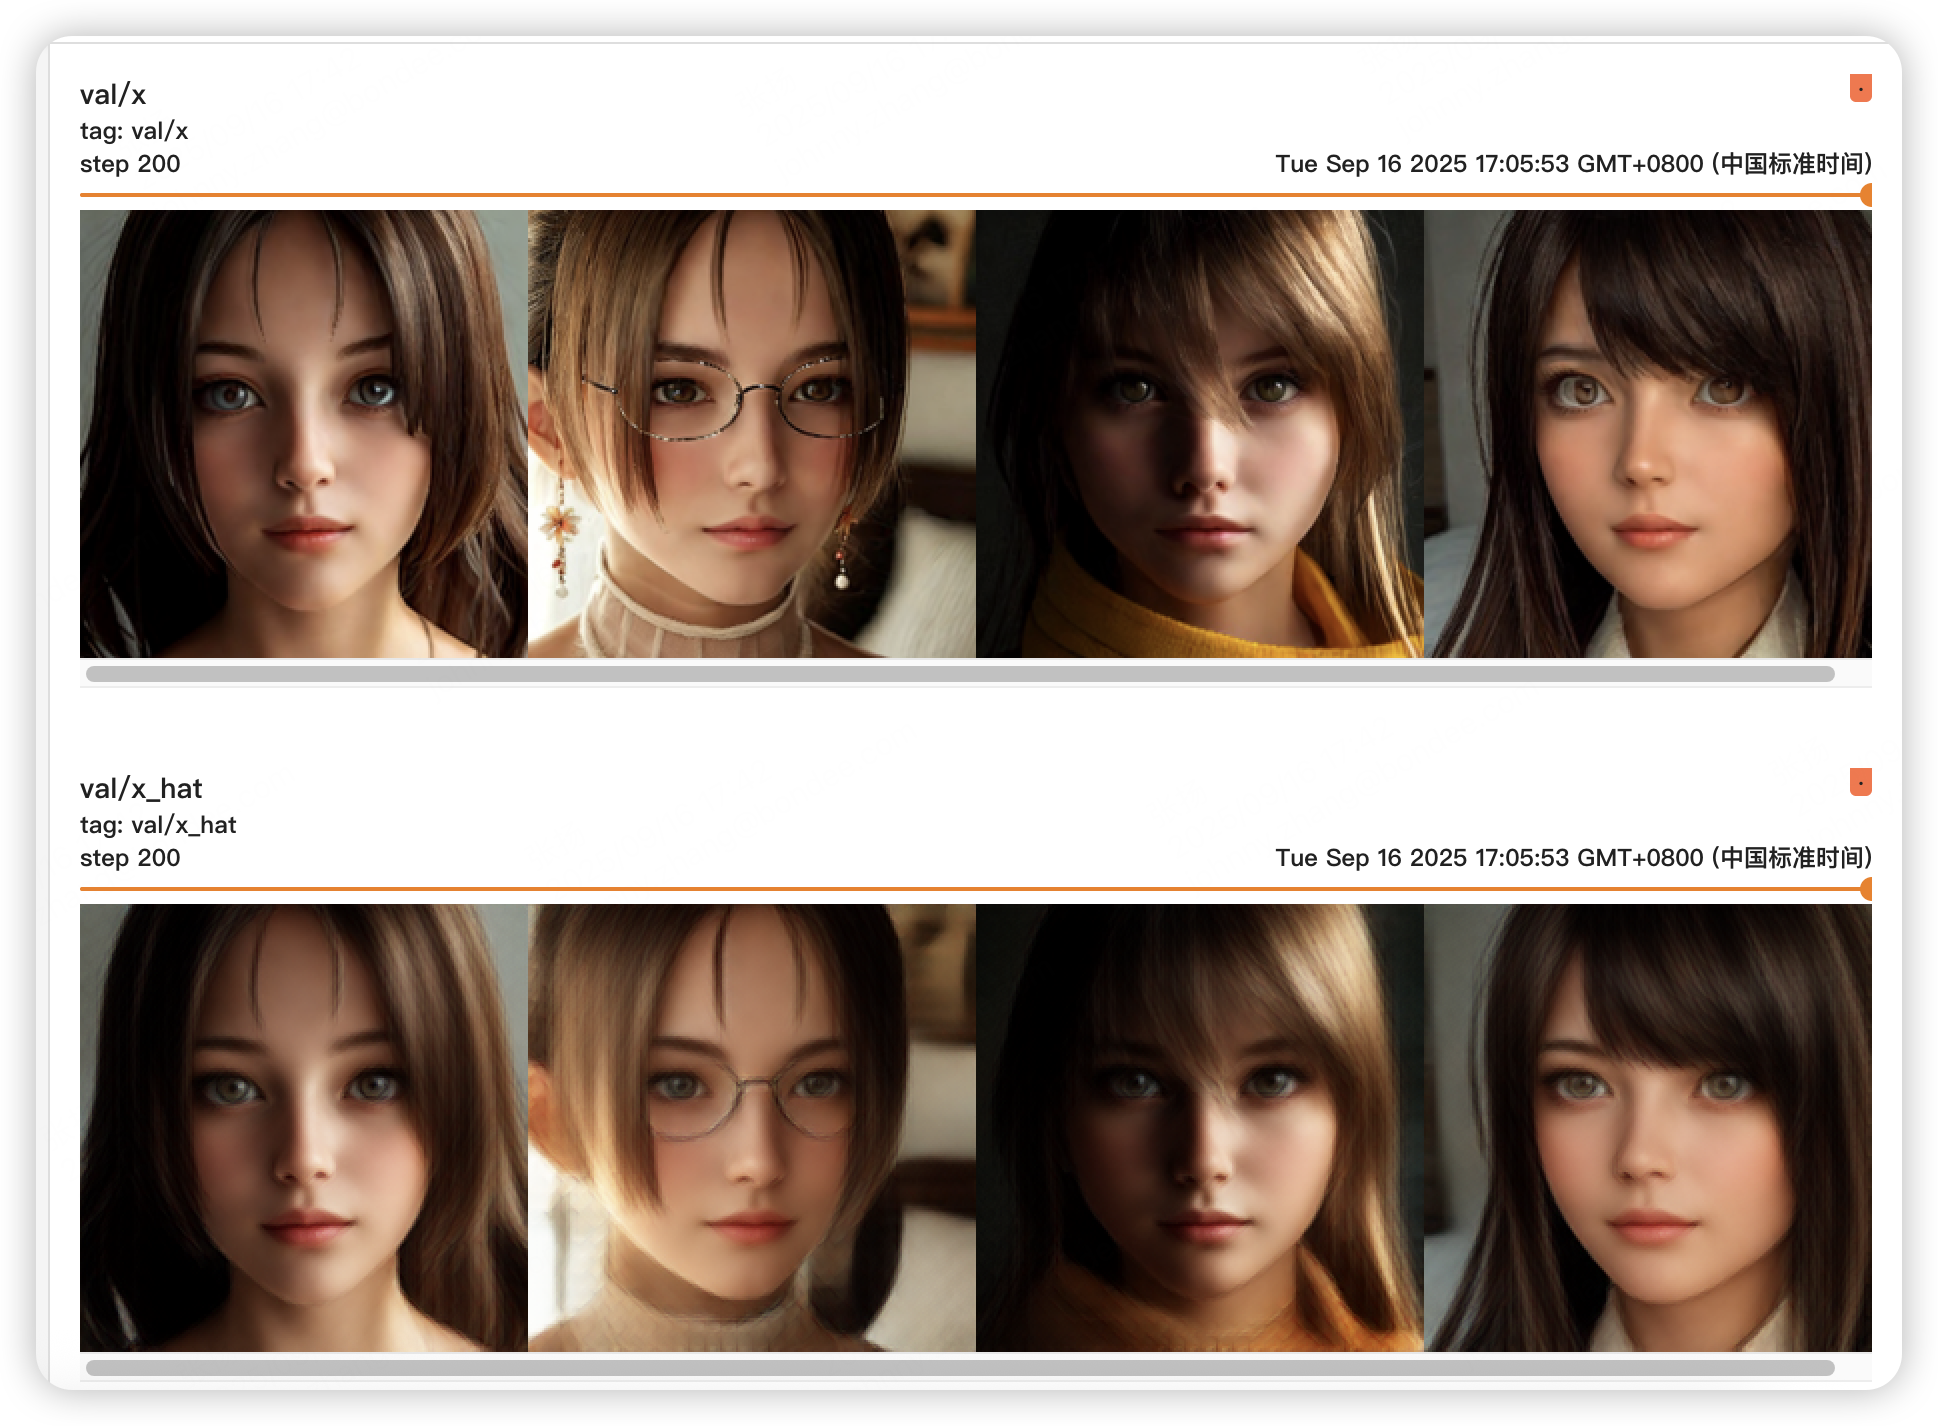 val/x
tag: val/x
step 200
Tue Sep 16 2025 17:05:53 GMT+0800 (中国标准时间)
val/x_hat
tag: val/x_hat
step 200
Tue Sep 16 2025 17:05:53 GMT+0800 (中国标准时间)